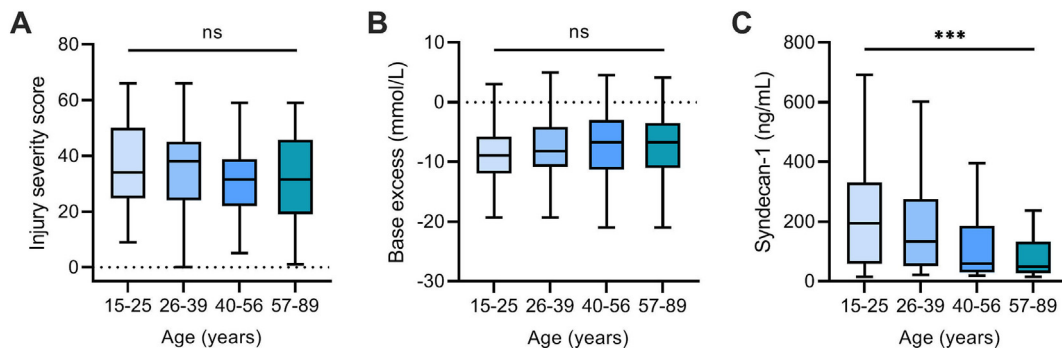 A
ns
Injury severity score
80
60
40
20
0
15-25 26-39 40-56 57-89
Age (years)
B
ns
Base excess (mmol/L)
10
0
-10
-20
-30
15-25 26-39 40-56 57-89
Age (years)
C
***
Syndecan-1 (ng/mL)
800
600
400
200
0
15-25 26-39 40-56 57-89
Age (years)